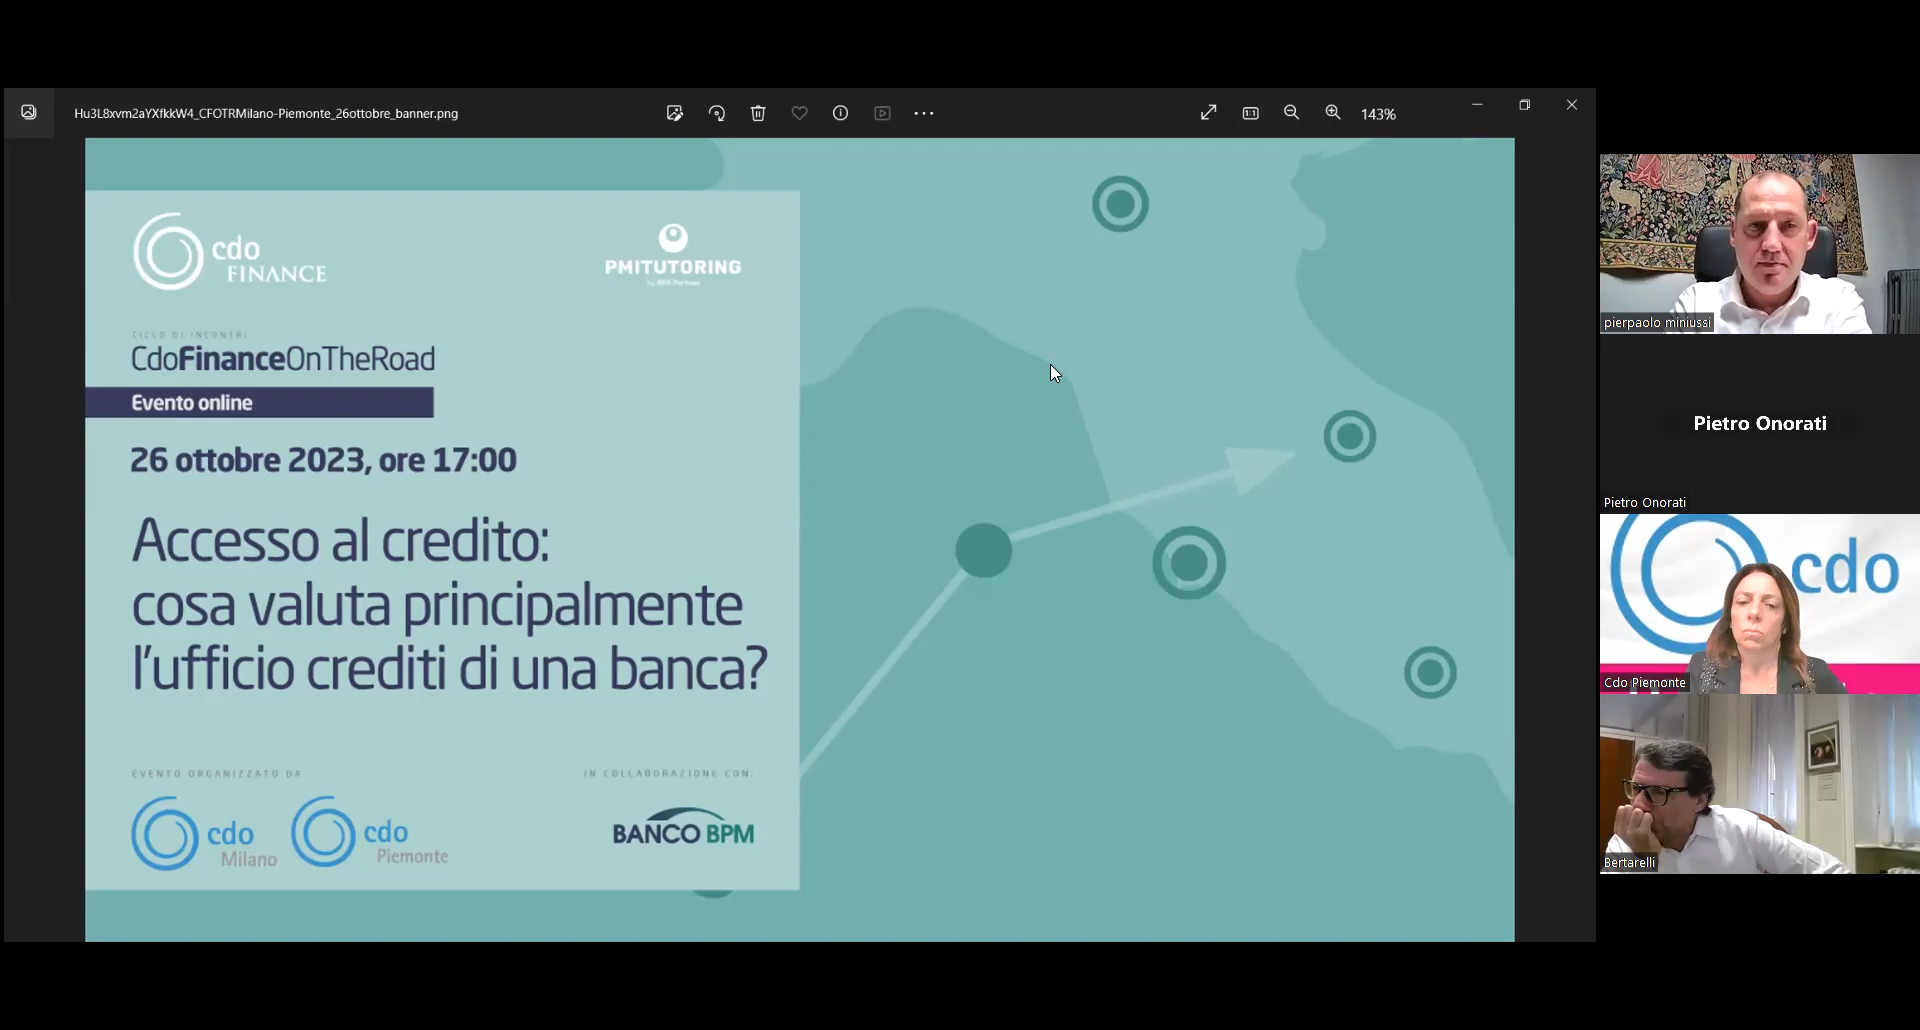 Hu3L8xvm2aYXfkkW4_CFOTRMilano-Piemonte_26ottobre_banner.png
143%
cdo
FINANCE
PMITUTORING
CICLO DI INCONTRI
CdoFinanceOnTheRoad
Evento online
26 ottobre 2023, ore 17:00
Accesso al credito:
cosa valuta principalmente
l'ufficio crediti di una banca?
EVENTO ORGANIZZATO DA
IN COLLABORAZIONE CON:
cdo
Milano
cdo
Piemonte
BANCO BPM
pierpaolo miniussi
Pietro Onorati
Pietro Onorati
cdo
Cdo Piemonte
Bertarelli